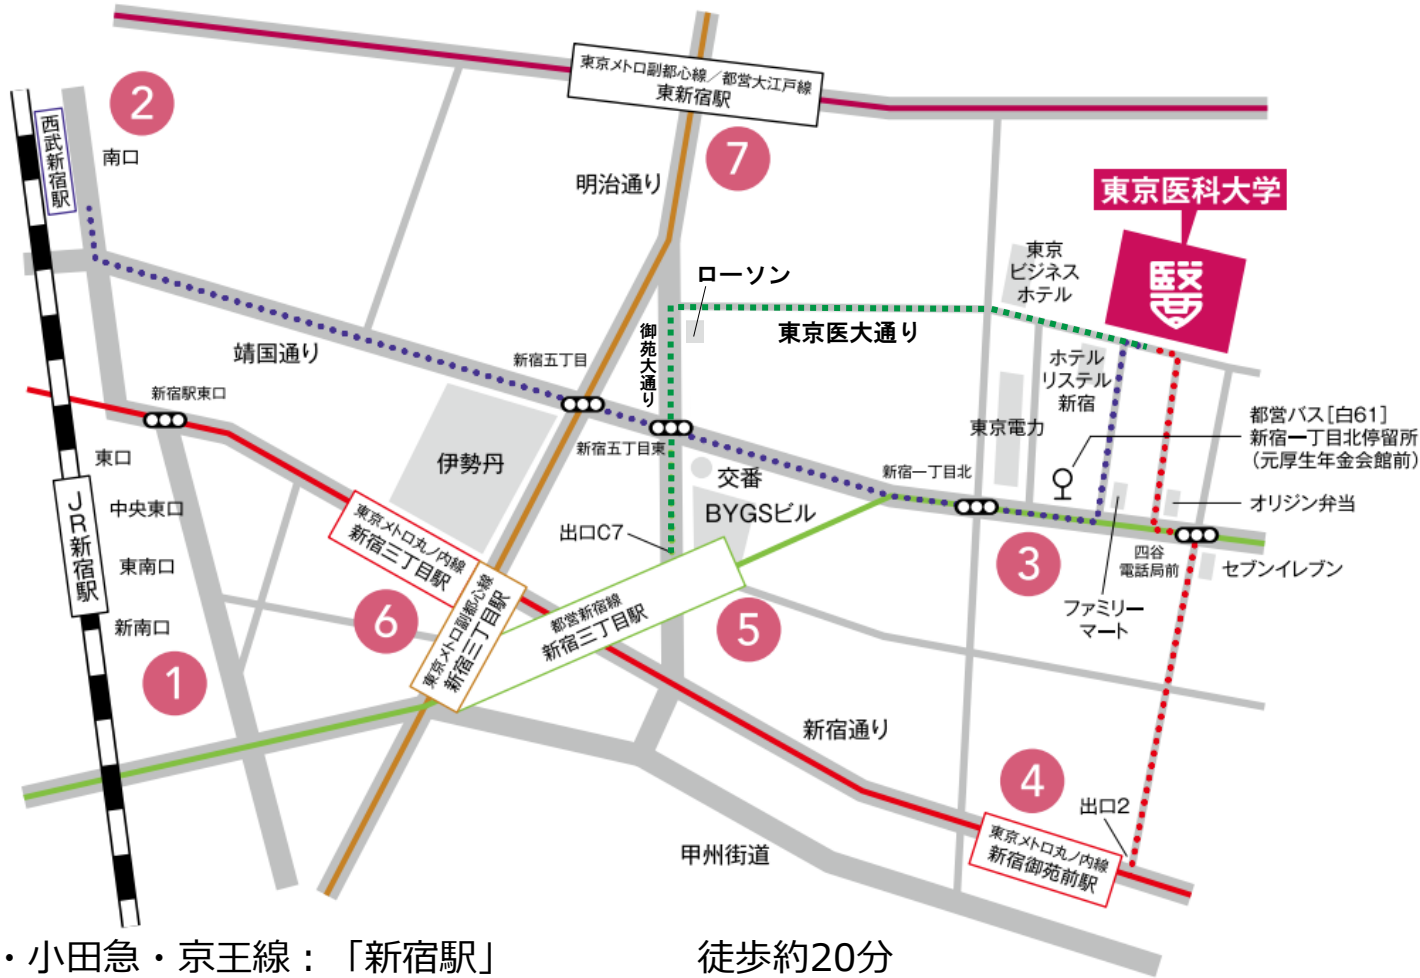 東京メトロ副都心線／都営大江戸線
東新宿駅
2
西武新宿駅
南口
7
明治通り
東京医科大学
医
東京
ビジネス
ホテル
ローソン
御苑大通り
東京医大通り
靖国通り
新宿五丁目
ホテル
リステル
新宿
新宿駅東口
都営バス[白61]
新宿一丁目北停留所
（元厚生年金会館前）
東京電力
新宿五丁目東
東口
伊勢丹
交番
新宿一丁目北
JR新宿駅
中央東口
BYGSビル
オリジン弁当
東京メトロ丸ノ内線
新宿三丁目駅
出口C7
東南口
3
四谷
電話局前
セブンイレブン
東京メトロ副都心線
新宿三丁目駅
都営新宿線
新宿三丁目駅
ファミリー
マート
新南口
6
5
1
新宿通り
4
出口2
東京メトロ丸ノ内線
新宿御苑前駅
甲州街道
・小田急・京王線：「新宿駅」　徒歩約20分